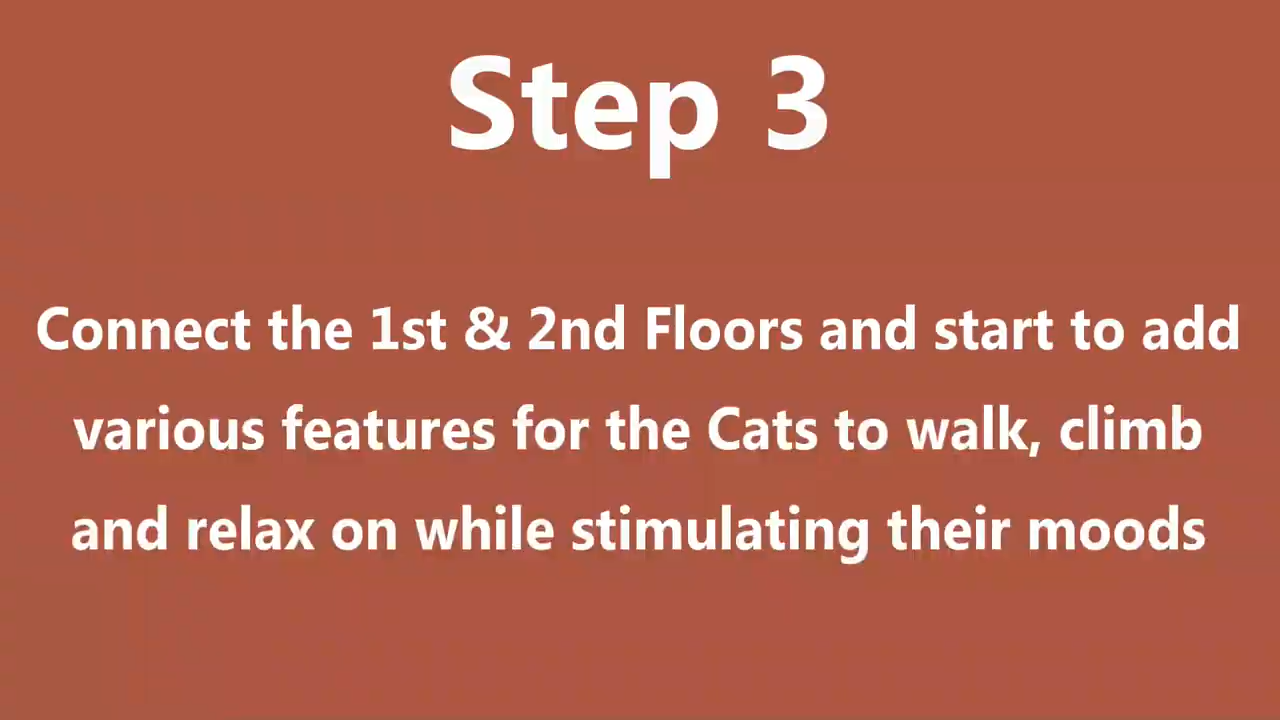 Step 3
Connect the 1st & 2nd Floors and start to add
various features for the Cats to walk, climb
and relax on while stimulating their moods